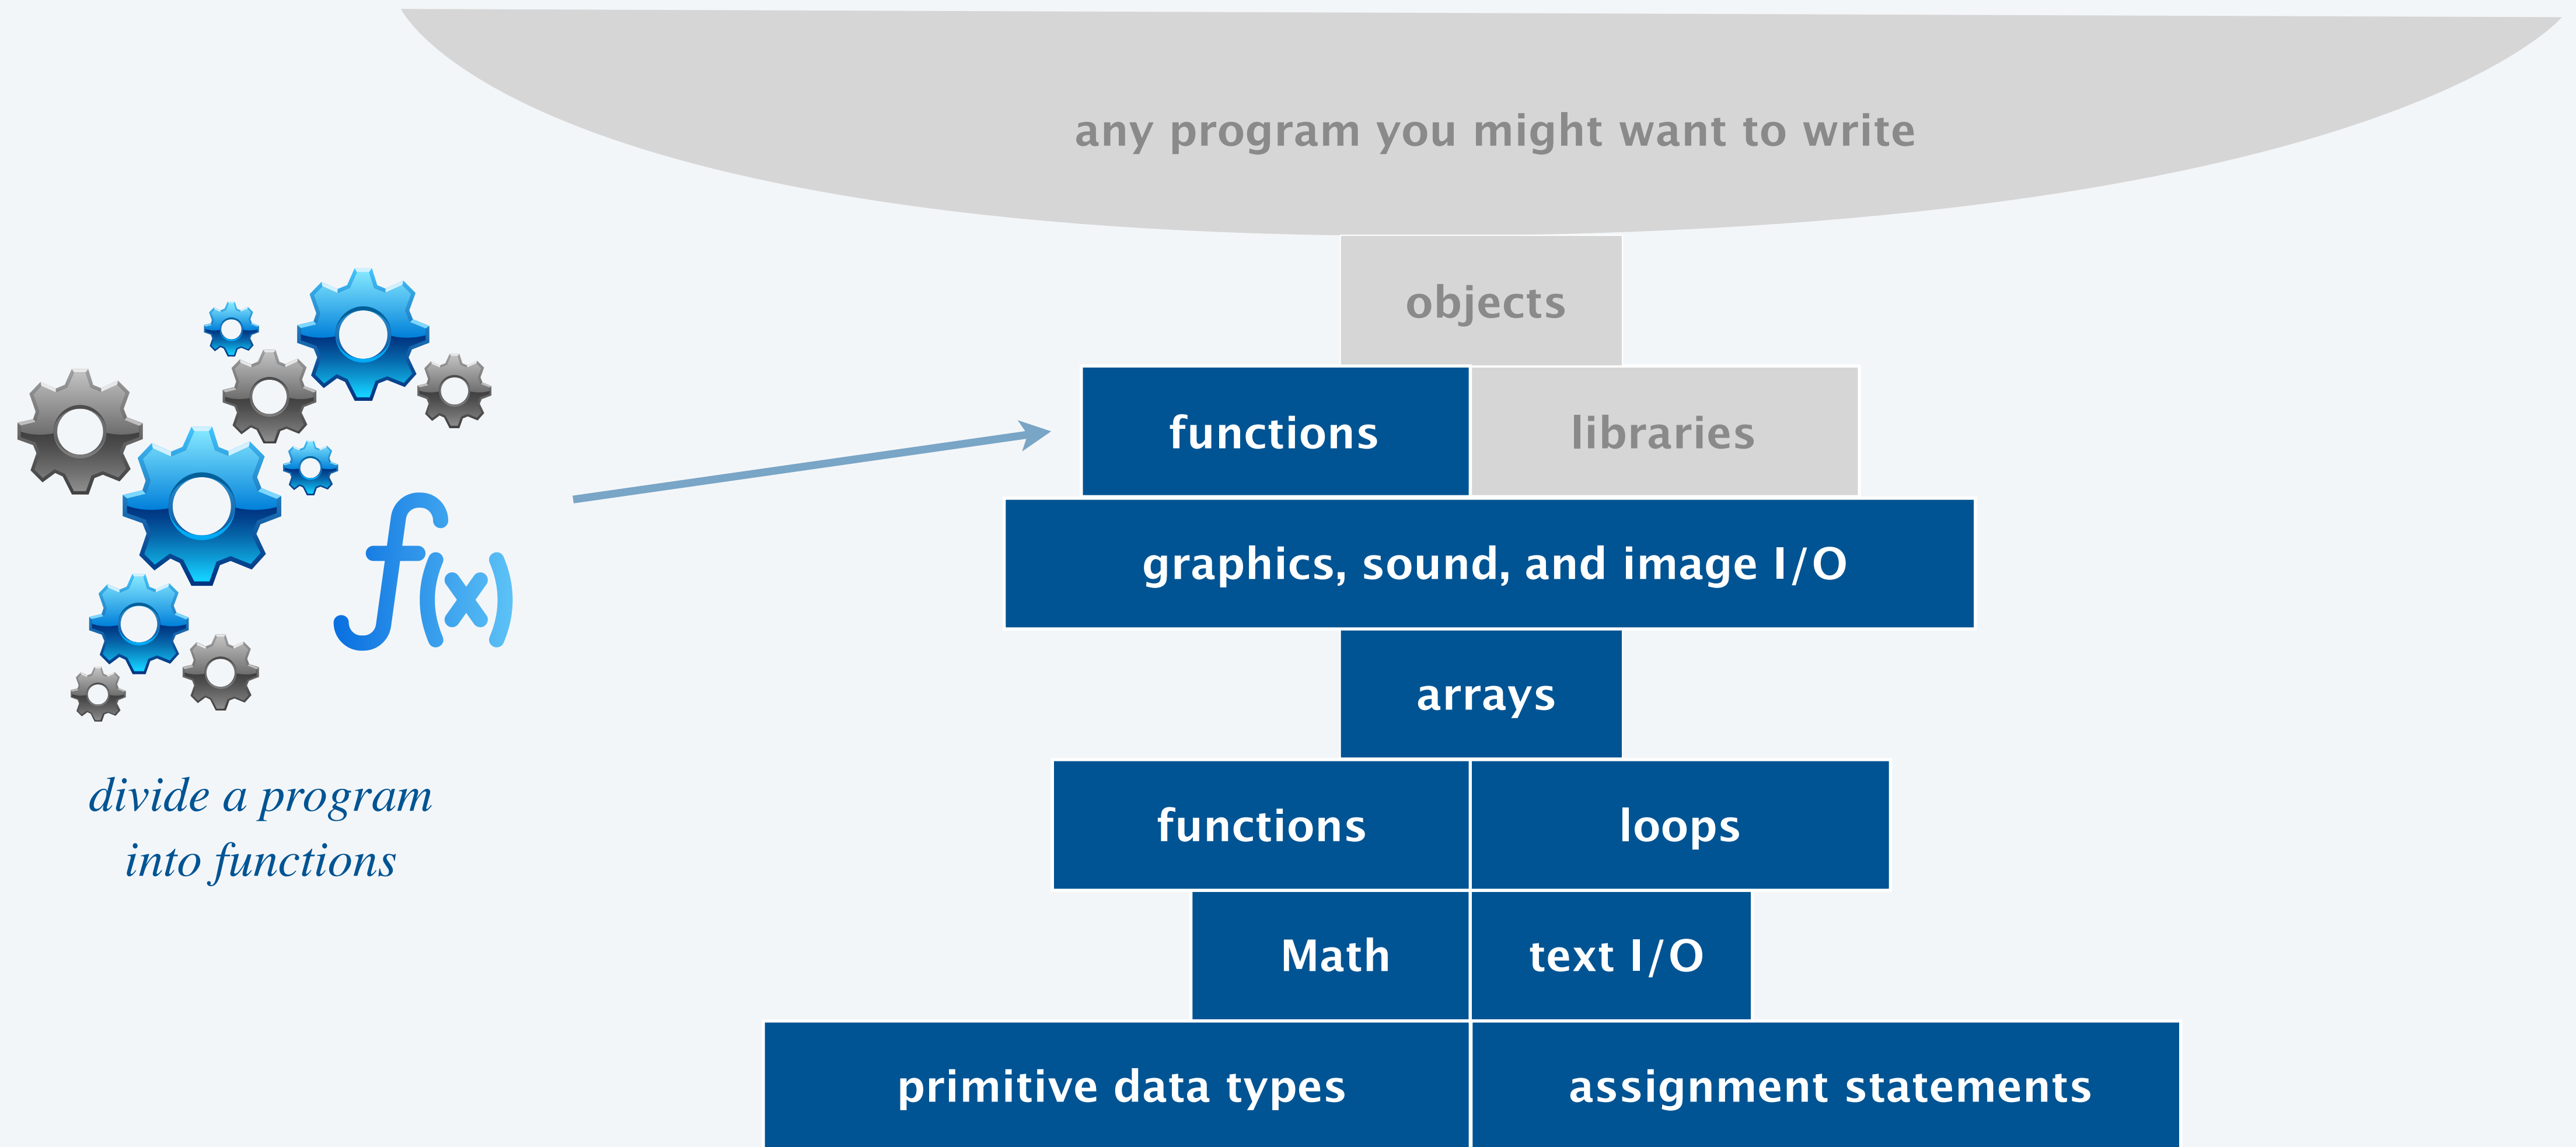 any program you might want to write
objects
functions libraries
graphics, sound, and image I/O
f(x)
arrays
divide a program
into functions
functions loops
Math text I/O
primitive data types assignment statements